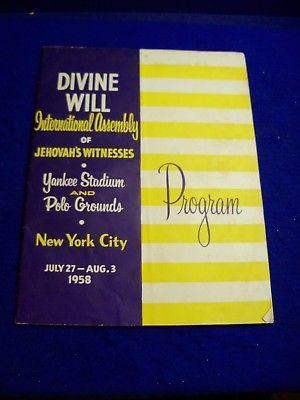 DIVINE
WILL
International Assembly
OF
JEHOVAH'S WITNESSES
•
Yankee Stadium
AND
Polo Grounds
•
New York City
JULY 27 — AUG. 3
1958
Program